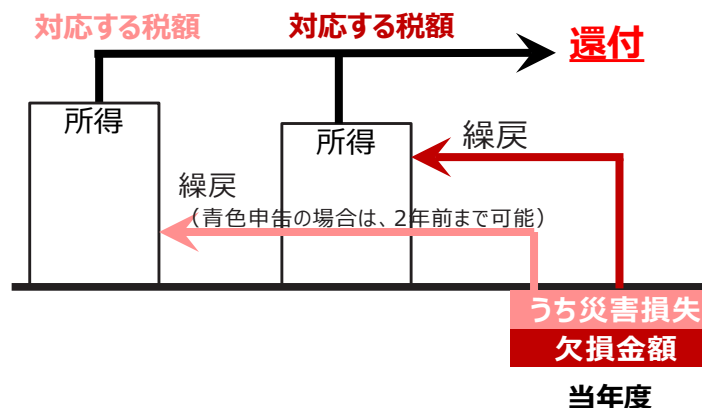 対応する税額
対応する税額
還付
所得
所得
繰戻
繰戻
（青色申告の場合は、2年前まで可能）
うち災害損失
欠損金額
当年度